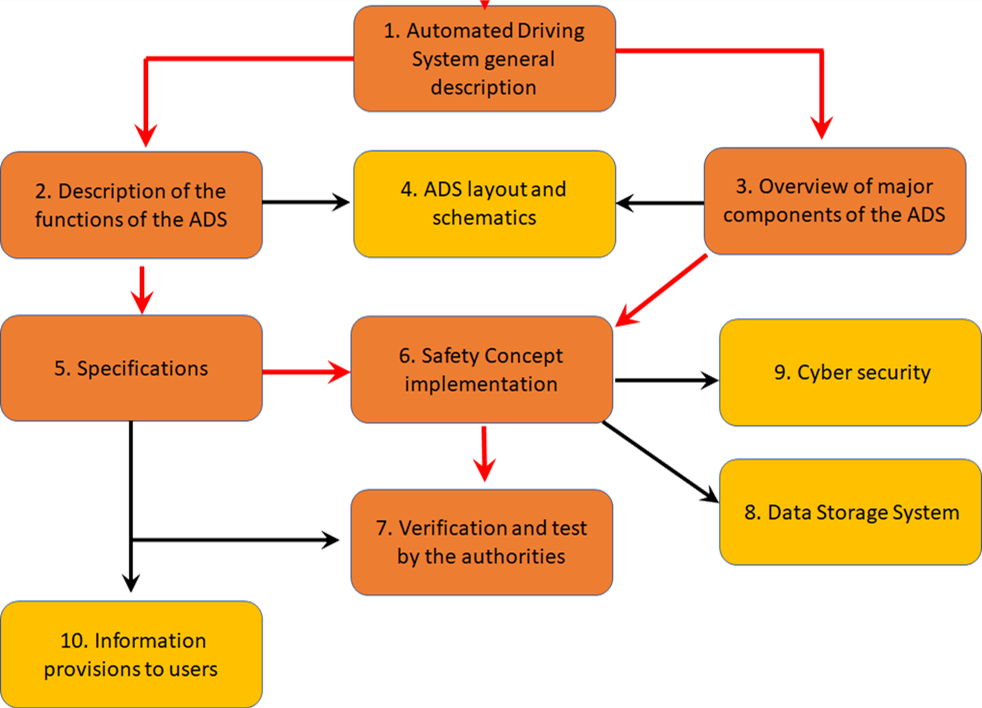 1. Automated Driving
System general
description
2. Description of the
functions of the ADS
4. ADS layout and
schematics
3. Overview of major
components of the ADS
5. Specifications
6. Safety Concept
implementation
9. Cyber security
7. Verification and test
by the authorities
8. Data Storage System
10. Information
provisions to users